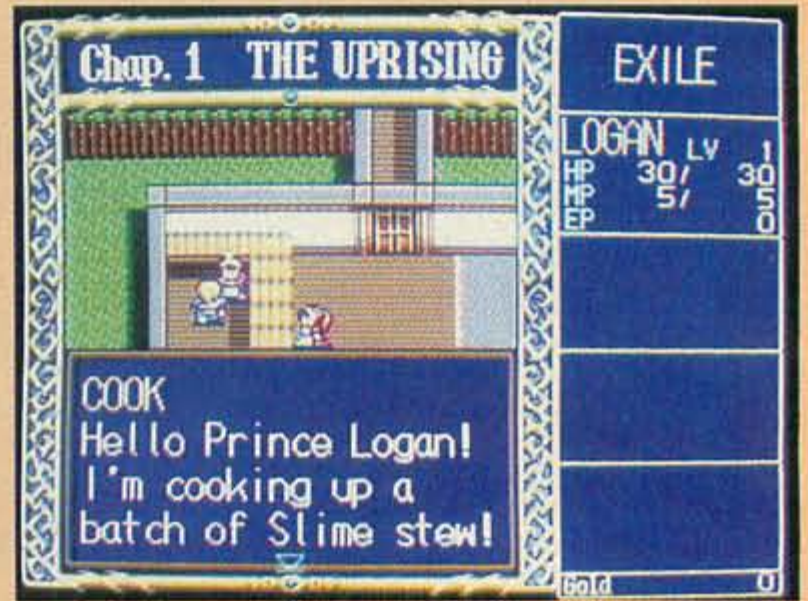 Chap. 1 THE UPRISING
COOK
Hello Prince Logan!
I'm cooking up a
batch of Slime stew!
EXILE
LOGAN LV 1
HP 30/ 30
MP 5/ 5
EP 0
Gold 0